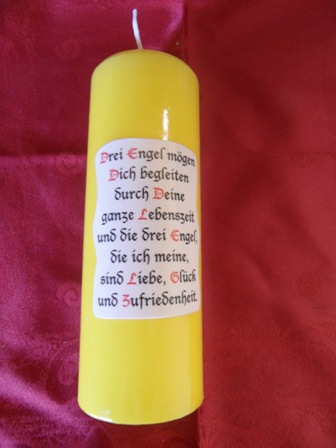 Drei Engel mögen
Dich begleiten
durch Deine
ganze Lebenszeit
und die drei Engel,
die ich meine,
sind Liebe, Glück
und Zufriedenheit.